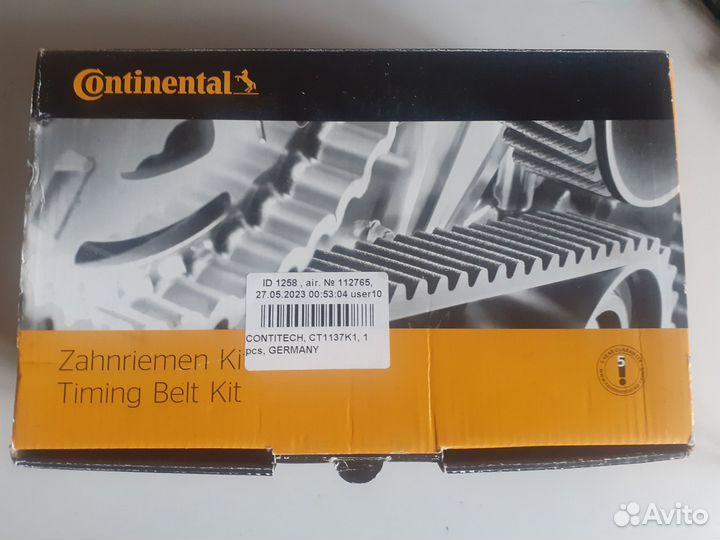 Continental
ID 1258 , air. № 112765,
27.05.2023 00:53:04 user10
CONTITECH, CT1137K1, 1
pcs, GERMANY
Zahnriemen Ki
Timing Belt Kit
5
Avito